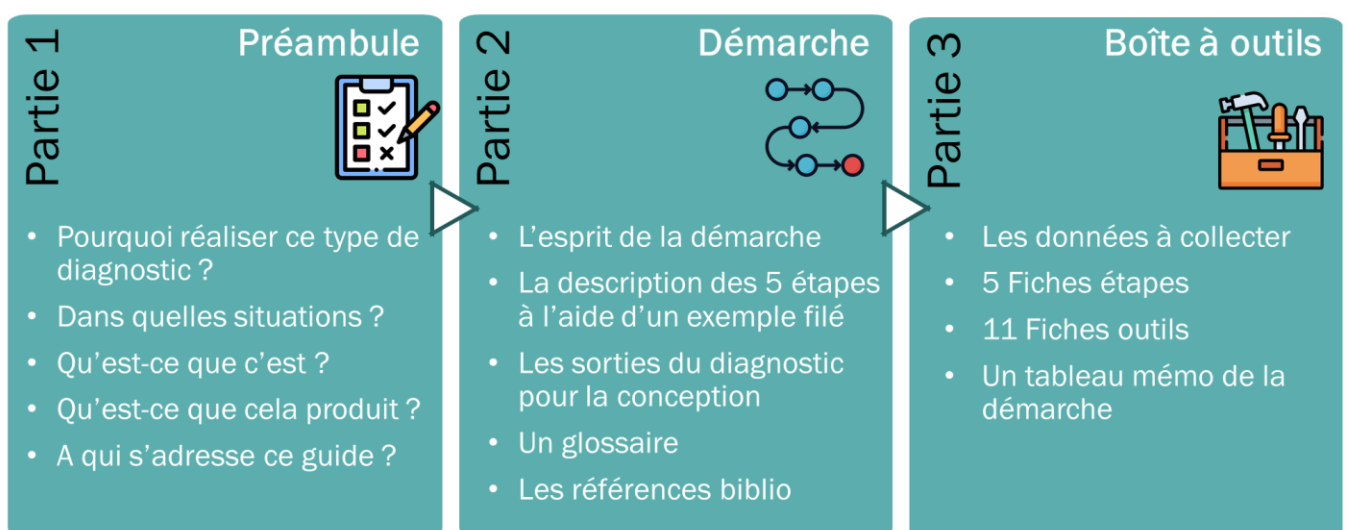 Partie 1
Préambule
• Pourquoi réaliser ce type de
diagnostic ?
• Dans quelles situations ?
• Qu'est-ce que c'est ?
• Qu'est-ce que cela produit ?
• A qui s'adresse ce guide ?
Partie 2
Démarche
• L'esprit de la démarche
• La description des 5 étapes
à l'aide d'un exemple filé
• Les sorties du diagnostic
pour la conception
• Un glossaire
• Les références biblio
Partie 3
Boîte à outils
• Les données à collecter
• 5 Fiches étapes
• 11 Fiches outils
• Un tableau mémo de la
démarche